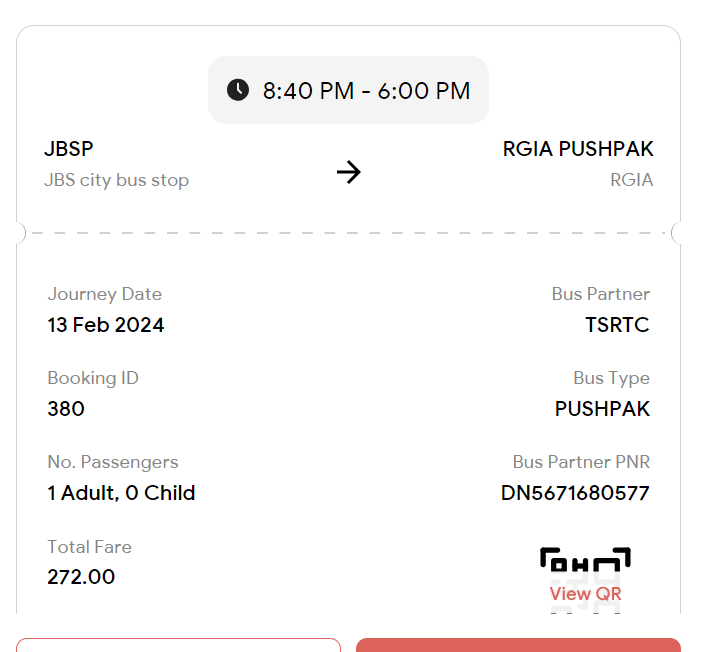 8:40 PM - 6:00 PM
JBSP
RGIA PUSHPAK
JBS city bus stop
RGIA
Journey Date
Bus Partner
13 Feb 2024
TSRTC
Booking ID
Bus Type
380
PUSHPAK
No. Passengers
Bus Partner PNR
1 Adult, 0 Child
DN5671680577
Total Fare
272.00
View QR